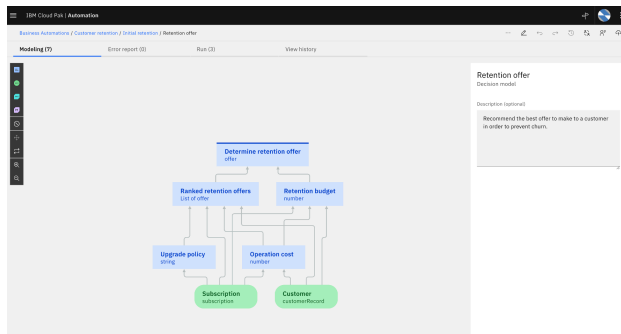 IBM Cloud Pak | Automation
Business Automations / Customer retention / Initial retention / Retention offer
Modeling (7)
Error report (0)
Run (3)
View history
Retention offer
Decision model
Description (optional)
Recommend the best offer to make to a customer
in order to prevent churn.
Determine retention offer
offer
Ranked retention offers
List of offer
Retention budget
number
Upgrade policy
string
Operation cost
number
Subscription
subscription
Customer
customerRecord